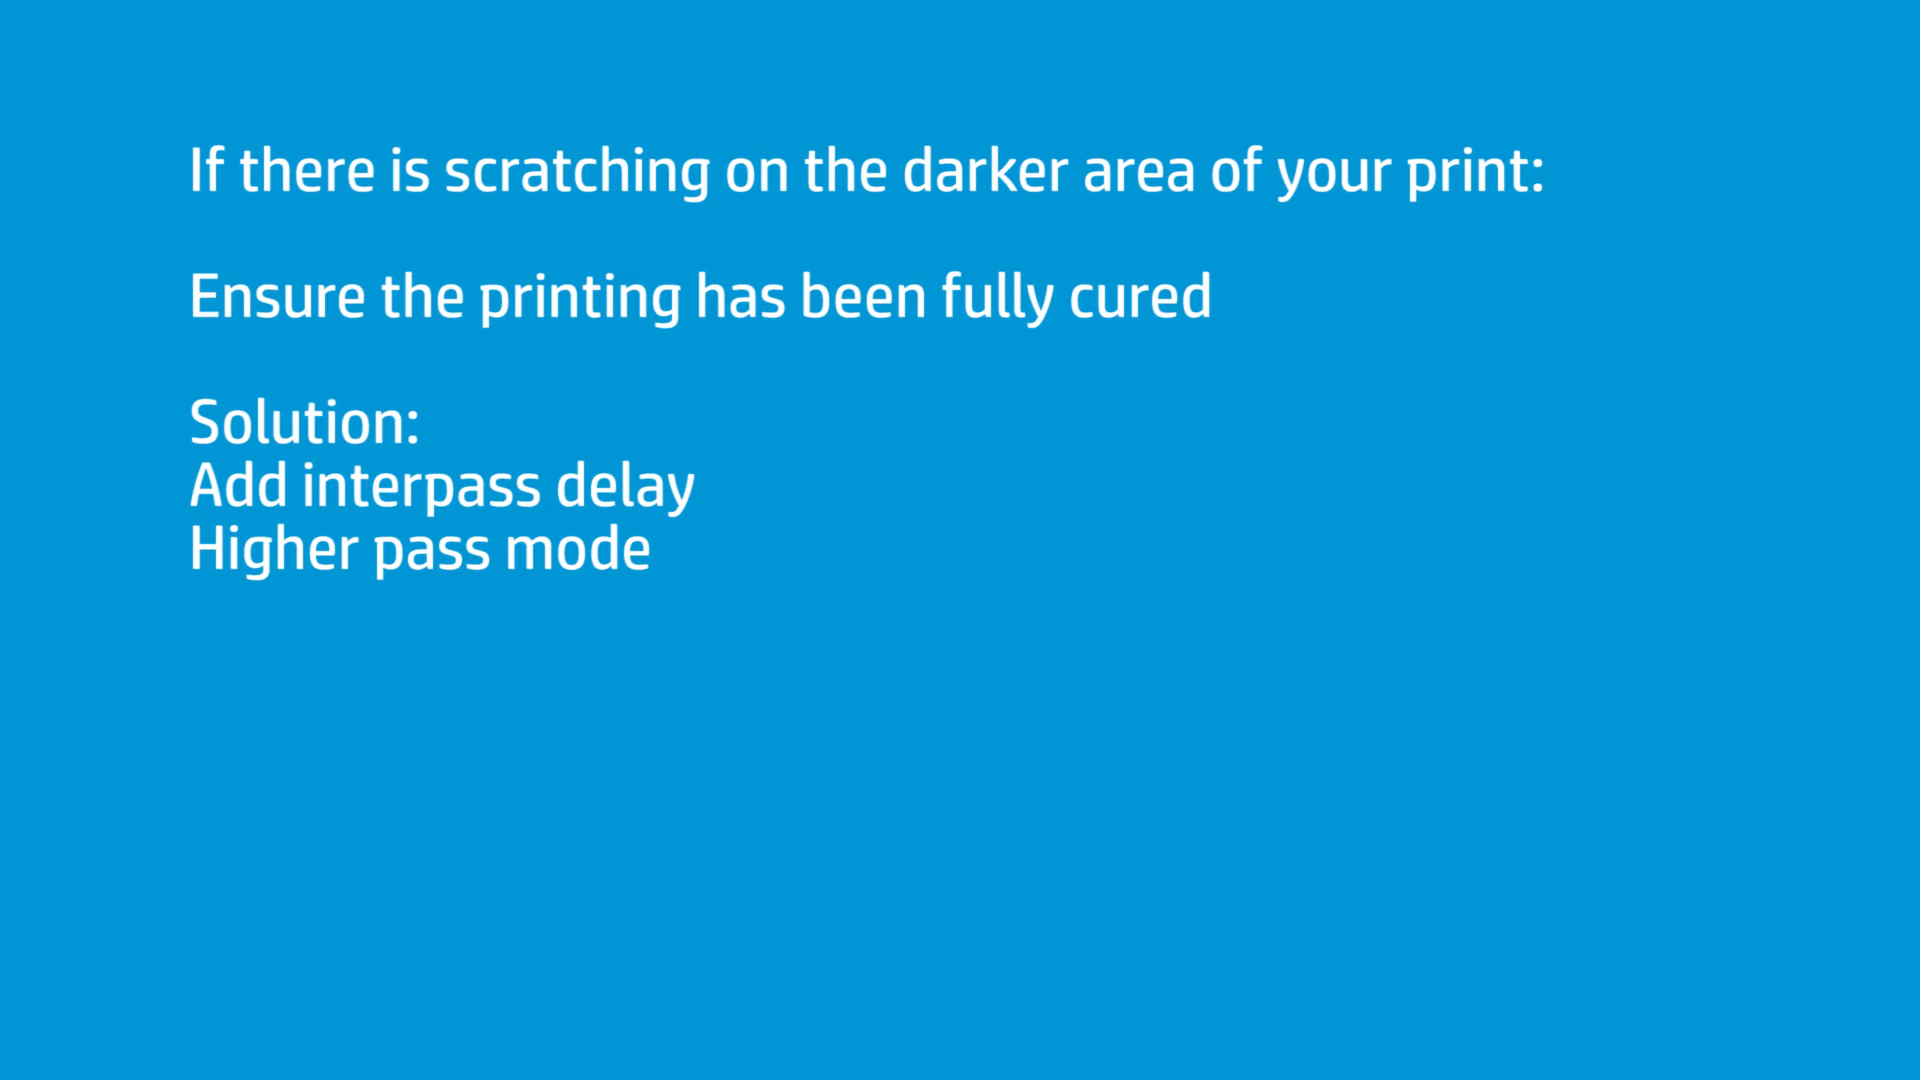 If there is scratching on the darker area of your print:
Ensure the printing has been fully cured
Solution:
Add interpass delay
Higher pass mode